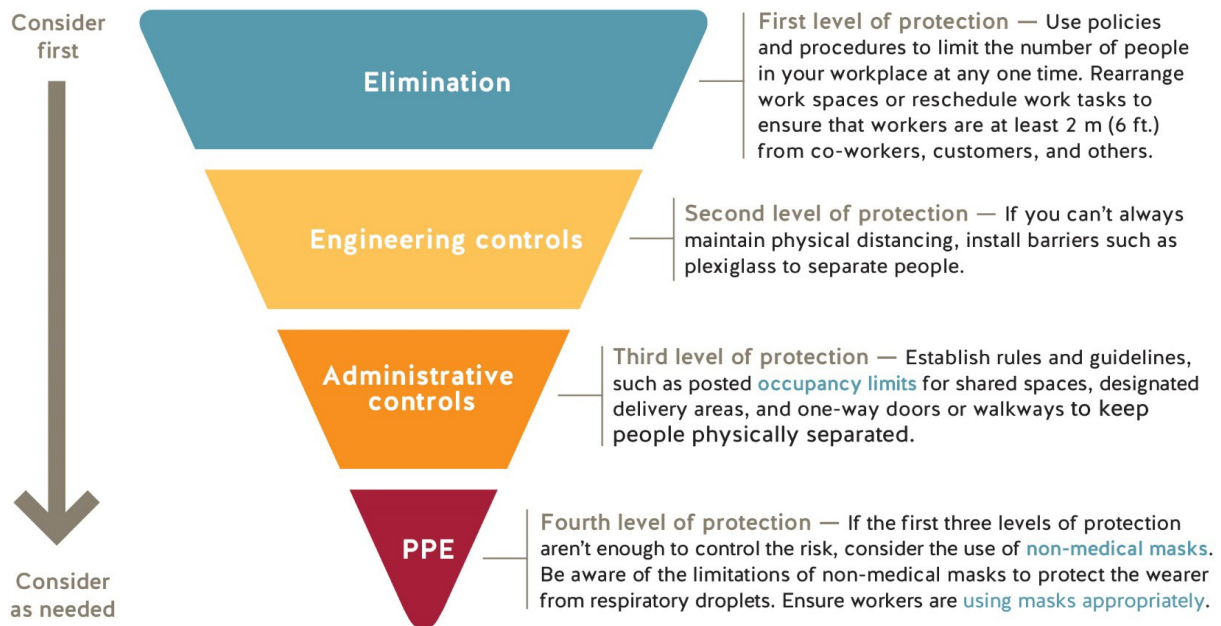 Consider
first
Elimination
First level of protection — Use policies
and procedures to limit the number of people
in your workplace at any one time. Rearrange
work spaces or reschedule work tasks to
ensure that workers are at least 2 m (6 ft.)
from co-workers, customers, and others.
Engineering controls
Second level of protection — If you can’t always
maintain physical distancing, install barriers such as
plexiglass to separate people.
Administrative
controls
Third level of protection — Establish rules and guidelines,
such as posted occupancy limits for shared spaces, designated
delivery areas, and one-way doors or walkways to keep
people physically separated.
PPE
Fourth level of protection — If the first three levels of protection
aren’t enough to control the risk, consider the use of non-medical masks.
Be aware of the limitations of non-medical masks to protect the wearer
from respiratory droplets. Ensure workers are using masks appropriately.
Consider
as needed